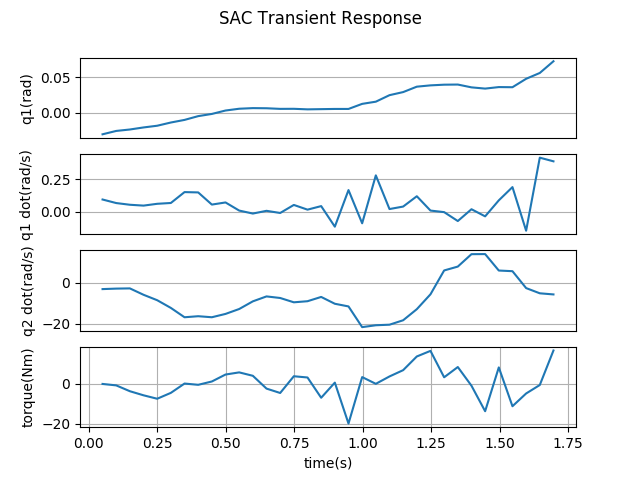 SAC Transient Response
q1(rad)
0.05
0.00
q1 dot(rad/s)
0.25
0.00
q2 dot(rad/s)
0
−20
torque(Nm)
0
−20
0.00 0.25 0.50 0.75 1.00 1.25 1.50 1.75
time(s)